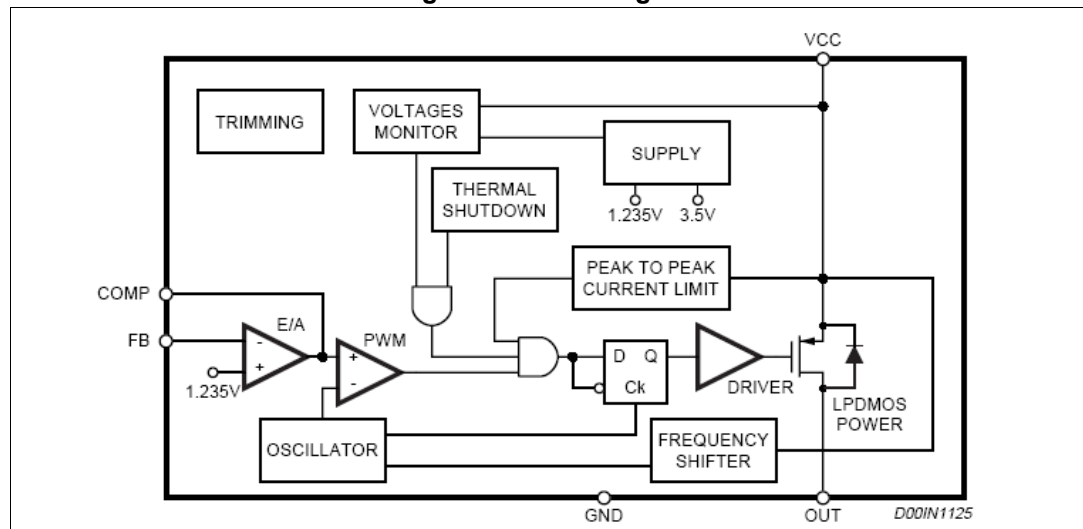 VCC
TRIMMING
VOLTAGES
MONITOR
SUPPLY
1.235V
3.5V
THERMAL
SHUTDOWN
PEAK TO PEAK
CURRENT LIMIT
COMP
FB
E/A
-
+
1.235V
PWM
+
-
D
Q
Ck
DRIVER
LPDMOS
POWER
OSCILLATOR
FREQUENCY
SHIFTER
GND
OUT
D00IN1125